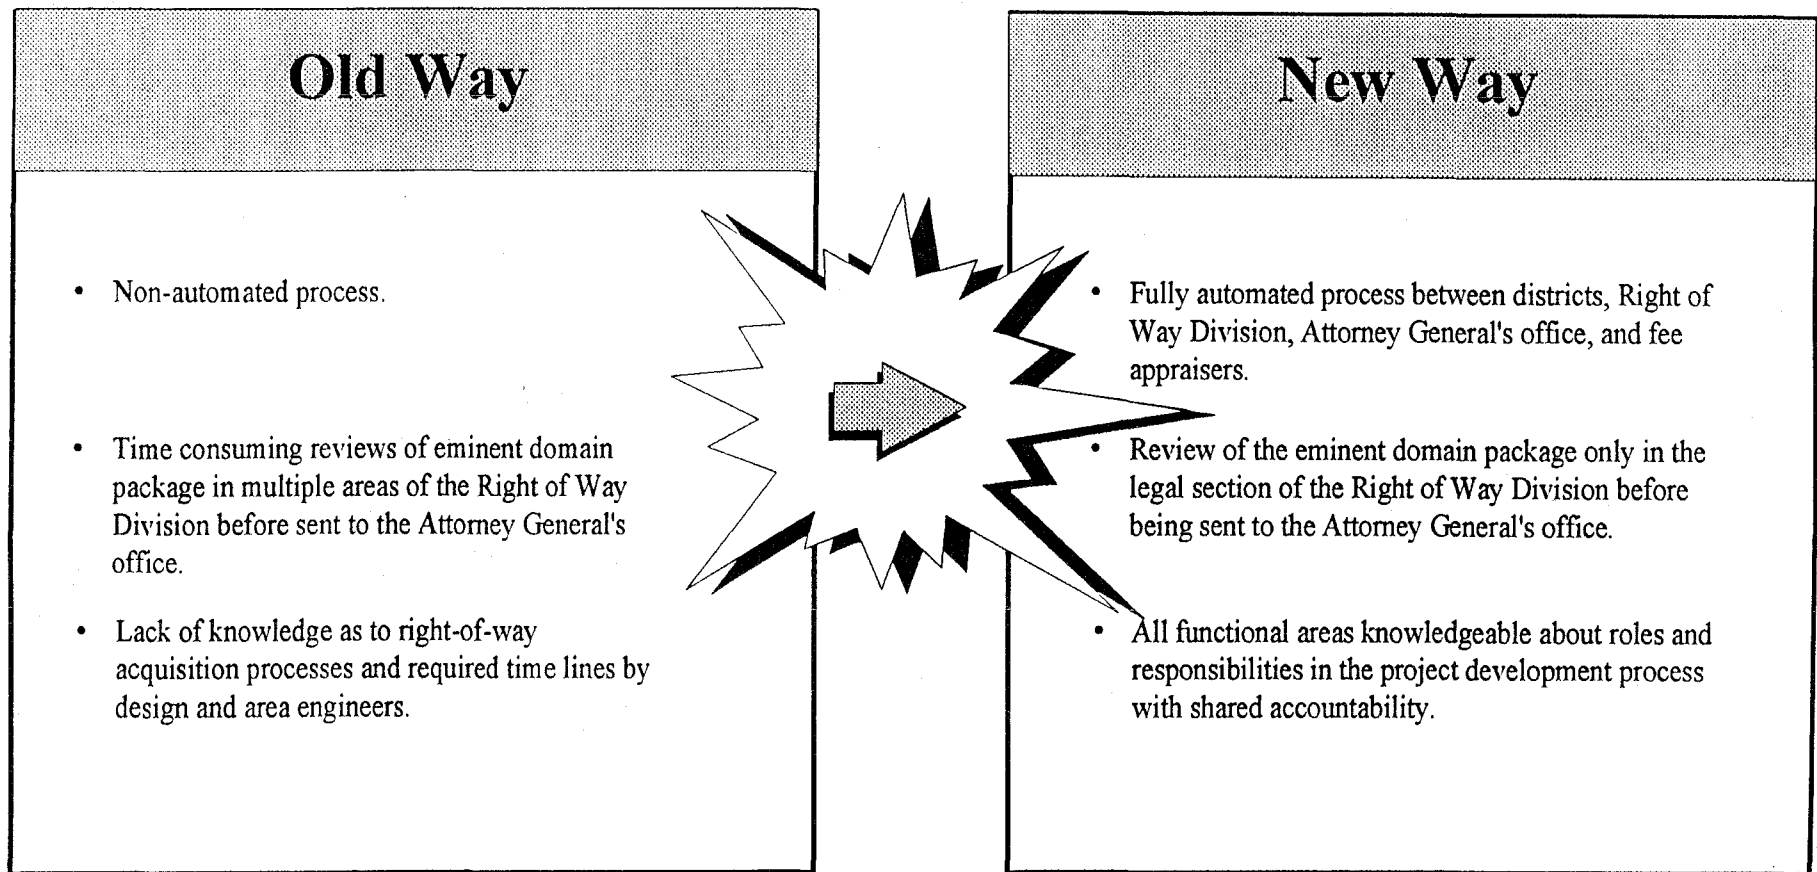 Old Way
• Non-automated process.
• Time consuming reviews of eminent domain
package in multiple areas of the Right of Way
Division before sent to the Attorney General's
office.
• Lack of knowledge as to right-of-way
acquisition processes and required time lines by
design and area engineers.
New Way
• Fully automated process between districts, Right of
Way Division, Attorney General's office, and fee
appraisers.
• Review of the eminent domain package only in the
legal section of the Right of Way Division before
being sent to the Attorney General's office.
• All functional areas knowledgeable about roles and
responsibilities in the project development process
with shared accountability.